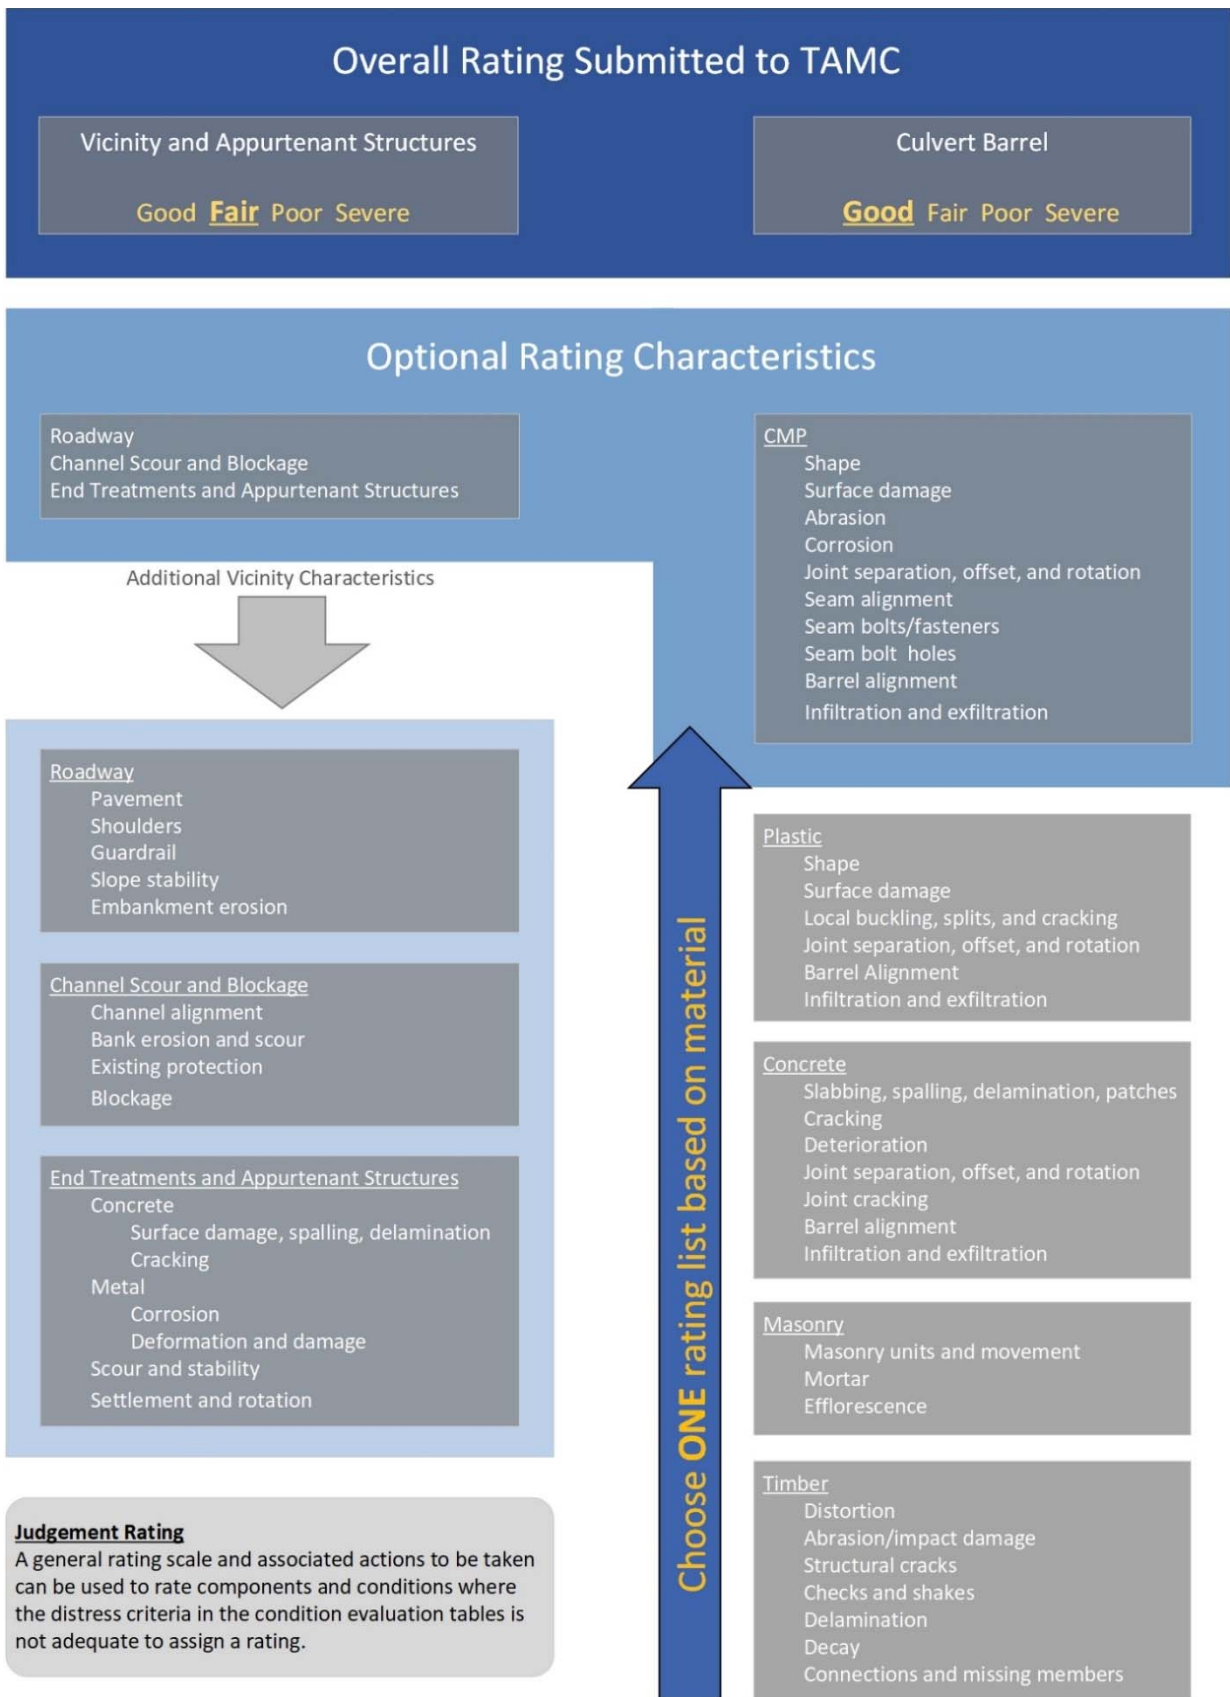 Overall Rating Submitted to TAMC
Vicinity and Appurtenant Structures
Good Fair Poor Severe
Culvert Barrel
Good Fair Poor Severe
Optional Rating Characteristics
Roadway
Channel Scour and Blockage
End Treatments and Appurtenant Structures
CMP
Shape
Surface damage
Abrasion
Corrosion
Joint separation, offset, and rotation
Seam alignment
Seam bolts/fasteners
Seam bolt holes
Barrel alignment
Infiltration and exfiltration
Additional Vicinity Characteristics
Roadway
Pavement
Shoulders
Guardrail
Slope stability
Embankment erosion
Channel Scour and Blockage
Channel alignment
Bank erosion and scour
Existing protection
Blockage
End Treatments and Appurtenant Structures
Concrete
Surface damage, spalling, delamination
Cracking
Metal
Corrosion
Deformation and damage
Scour and stability
Settlement and rotation
Judgement Rating
A general rating scale and associated actions to be taken
can be used to rate components and conditions where
the distress criteria in the condition evaluation tables is
not adequate to assign a rating.
Choose ONE rating list based on material
Plastic
Shape
Surface damage
Local buckling, splits, and cracking
Joint separation, offset, and rotation
Barrel Alignment
Infiltration and exfiltration
Concrete
Slabbing, spalling, delamination, patches
Cracking
Deterioration
Joint separation, offset, and rotation
Joint cracking
Barrel alignment
Infiltration and exfiltration
Masonry
Masonry units and movement
Mortar
Efflorescence
Timber
Distortion
Abrasion/impact damage
Structural cracks
Checks and shakes
Delamination
Decay
Connections and missing members